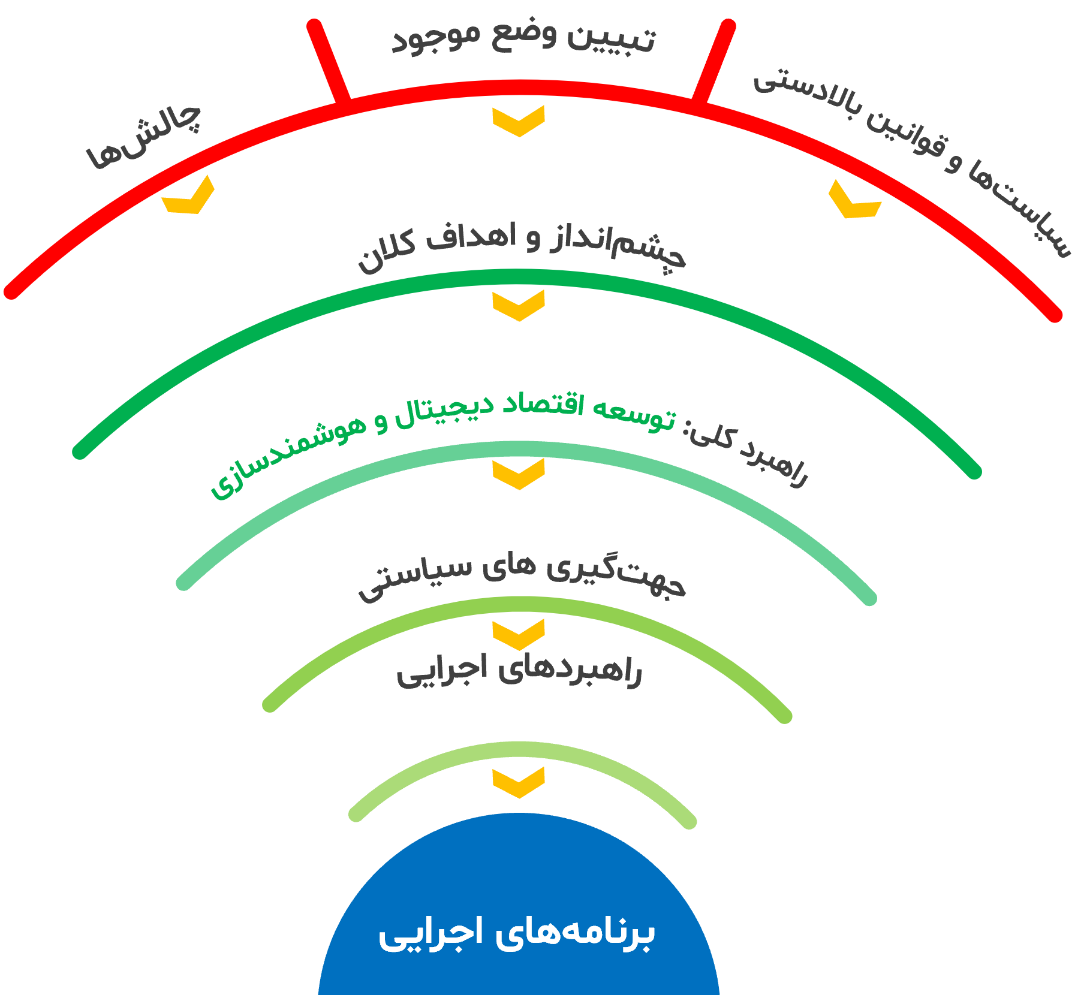 سیاست‌ها و قوانین بالادستی
تبیین وضع موجود
چالش‌ها
چشم‌انداز و اهداف کلان
راهبرد کلی: توسعه اقتصاد دیجیتال و هوشمندسازی
جهت‌گیری های سیاستی
راهبردهای اجرایی
برنامه‌های اجرایی